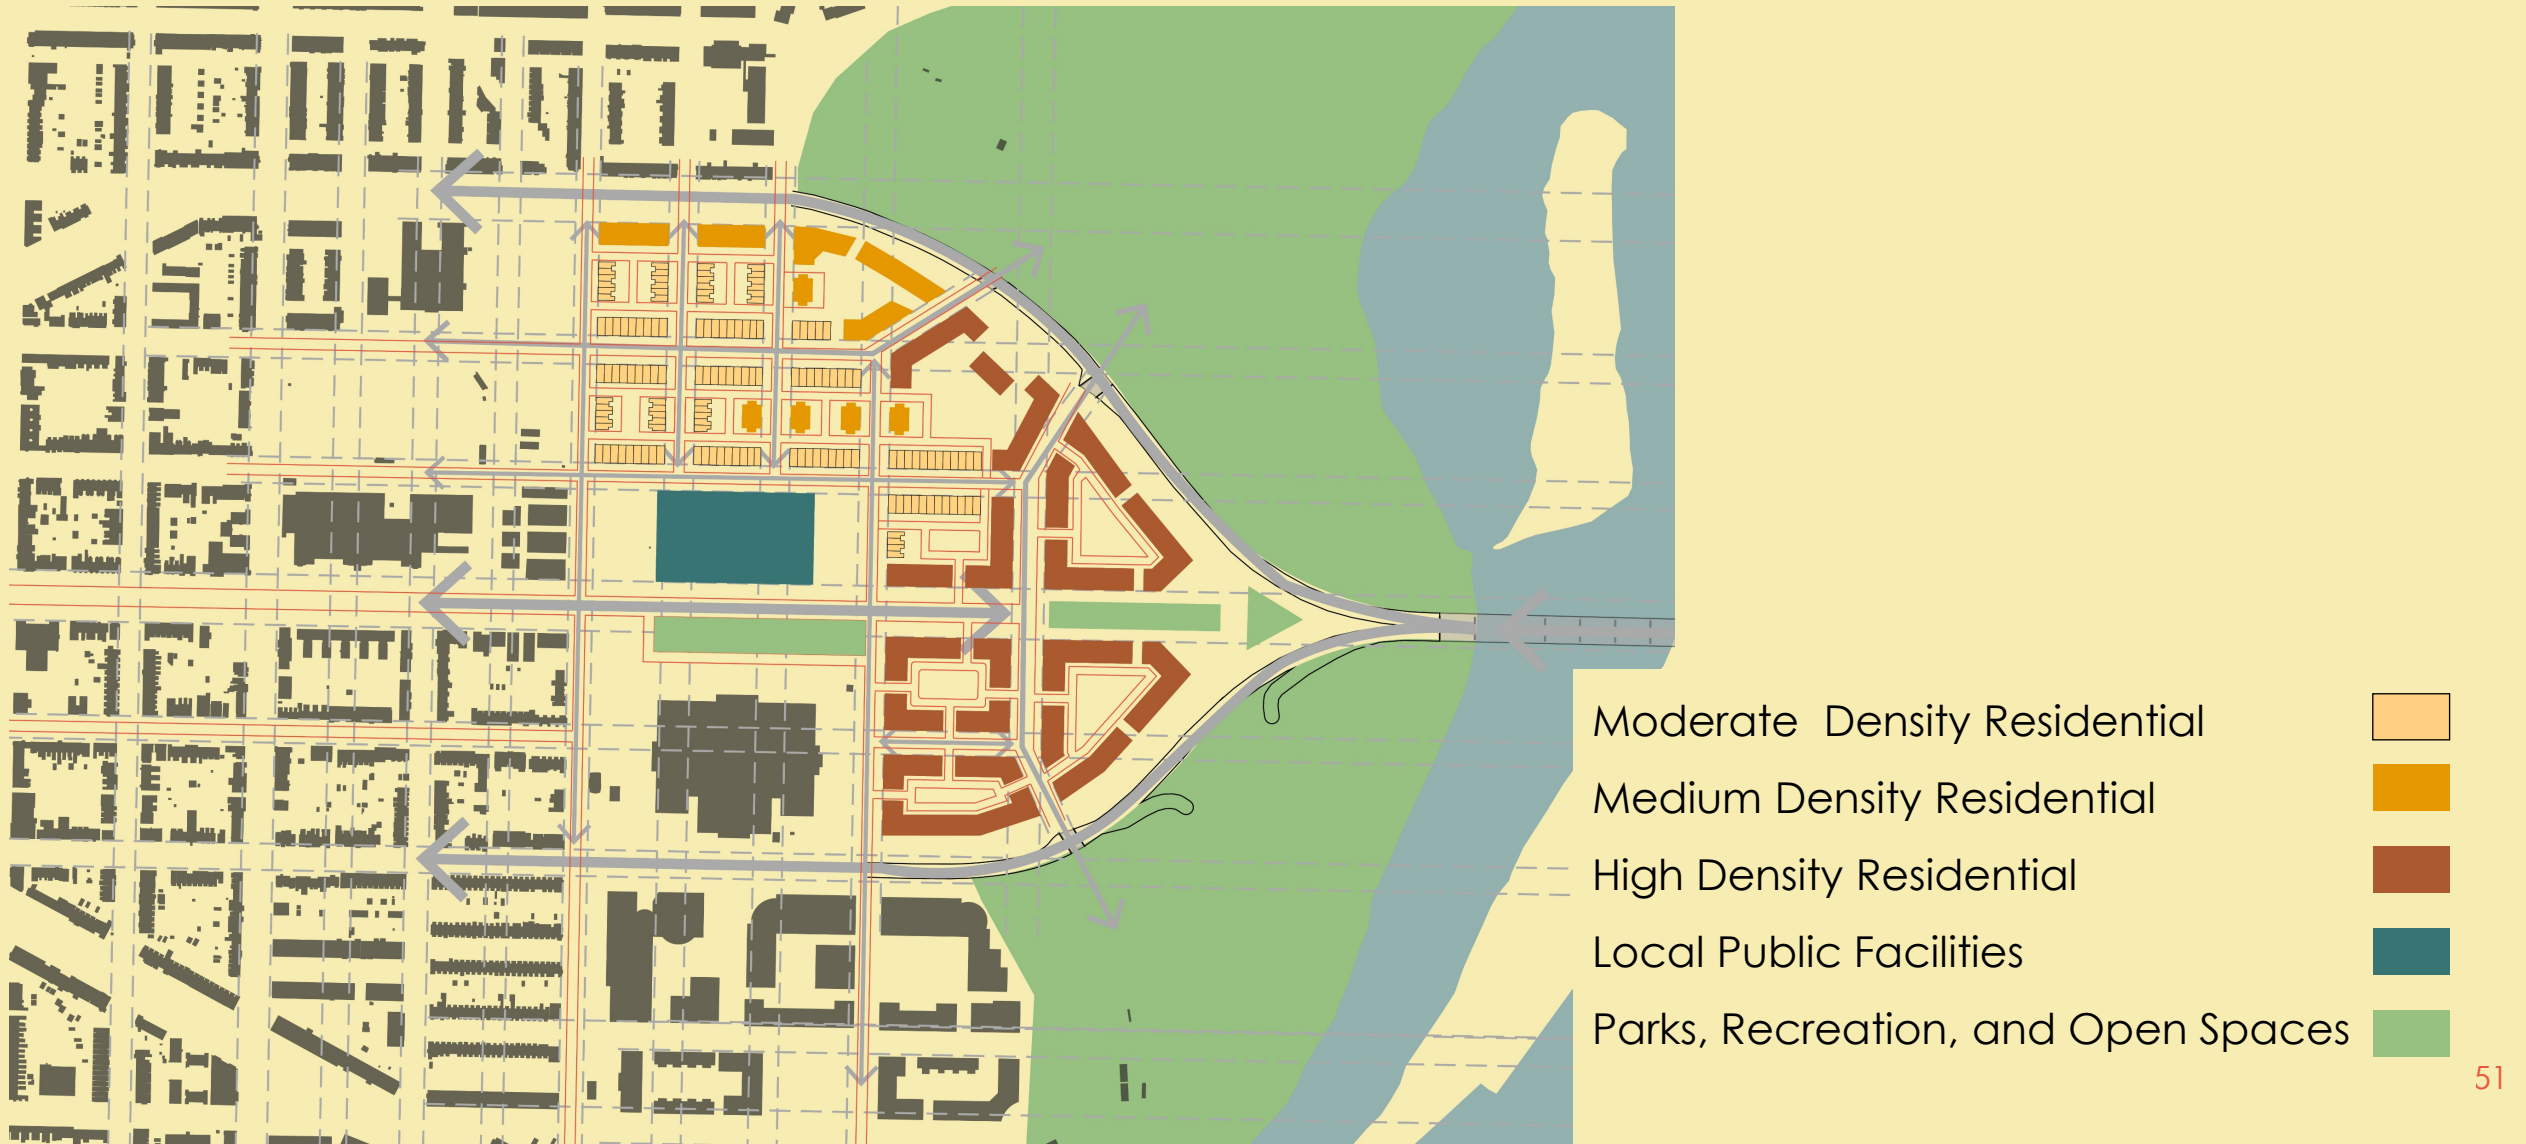 Moderate  Density Residential
Medium Density Residential
High Density Residential
Local Public Facilities
Parks, Recreation, and Open Spaces
51